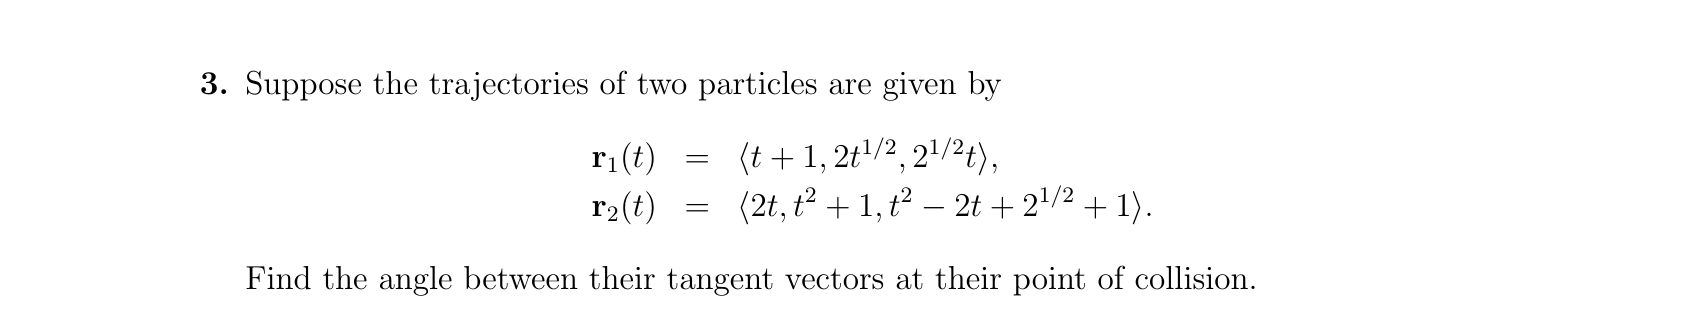 3. Suppose the trajectories of two particles are given by
r₁(t) = ⟨t + 1, 2t^{1/2}, 2^{1/2}t⟩,
r₂(t) = ⟨2t, t² + 1, t² − 2t + 2^{1/2} + 1⟩.
Find the angle between their tangent vectors at their point of collision.